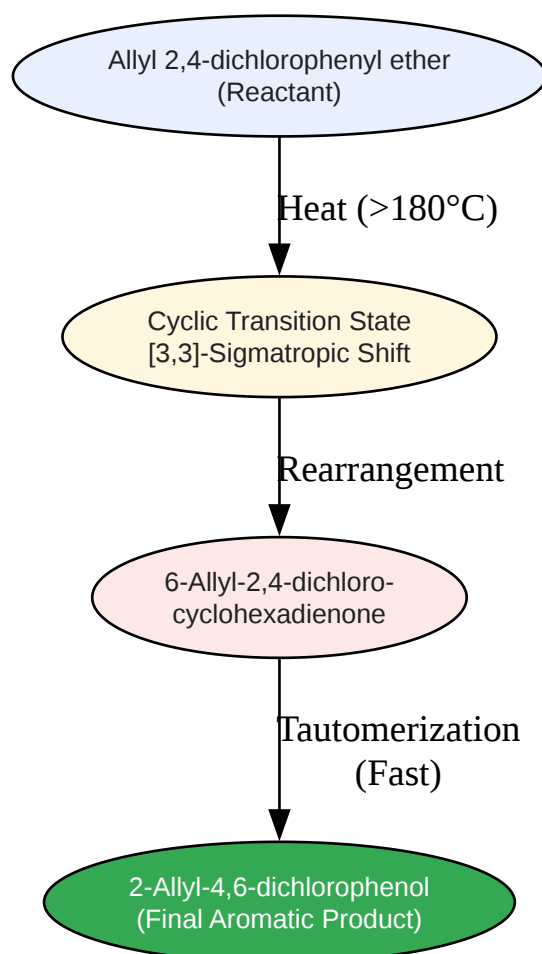 Allyl 2,4-dichlorophenyl ether
(Reactant)
Heat (>180°C)
Cyclic Transition State
[3,3]-Sigmatropic Shift
Rearrangement
6-Allyl-2,4-dichloro-
cyclohexadienone
Tautomerization
(Fast)
2-Allyl-4,6-dichlorophenol
(Final Aromatic Product)